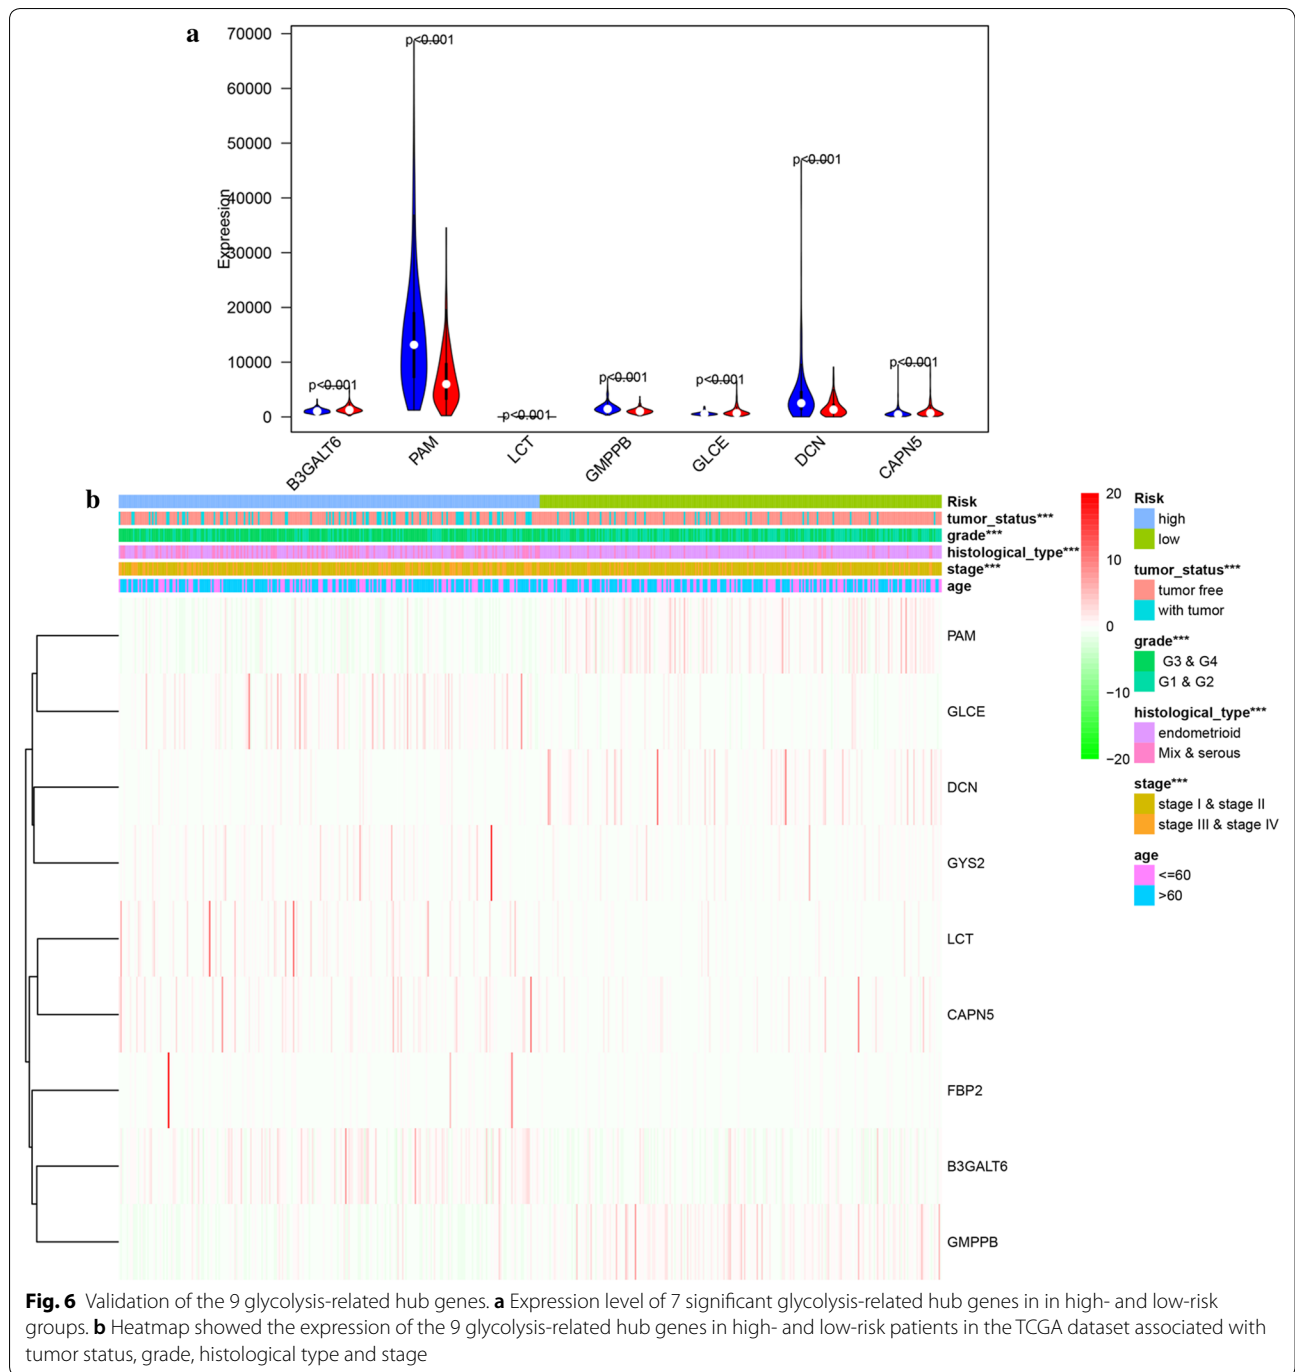 a
70000
60000
50000
40000
30000
20000
10000
0
Expreesion
p<0.001
p<0.001
p<0.001
p<0.001
p<0.001
p<0.001
p<0.001
B3GALT6
PAM
LCT
GMPPB
GLCE
DCN
CAPN5
b
Risk
tumor_status***
grade***
histological_type***
stage***
age
PAM
GLCE
DCN
GYS2
LCT
CAPN5
FBP2
B3GALT6
GMPPB
20
10
0
−10
−20
Risk
high
low
tumor_status***
tumor free
with tumor
grade***
G3 & G4
G1 & G2
histological_type***
endometrioid
Mix & serous
stage***
stage I & stage II
stage III & stage IV
age
<=60
>60
Fig. 6 Validation of the 9 glycolysis-related hub genes. a Expression level of 7 significant glycolysis-related hub genes in in high- and low-risk
groups. b Heatmap showed the expression of the 9 glycolysis-related hub genes in high- and low-risk patients in the TCGA dataset associated with
tumor status, grade, histological type and stage